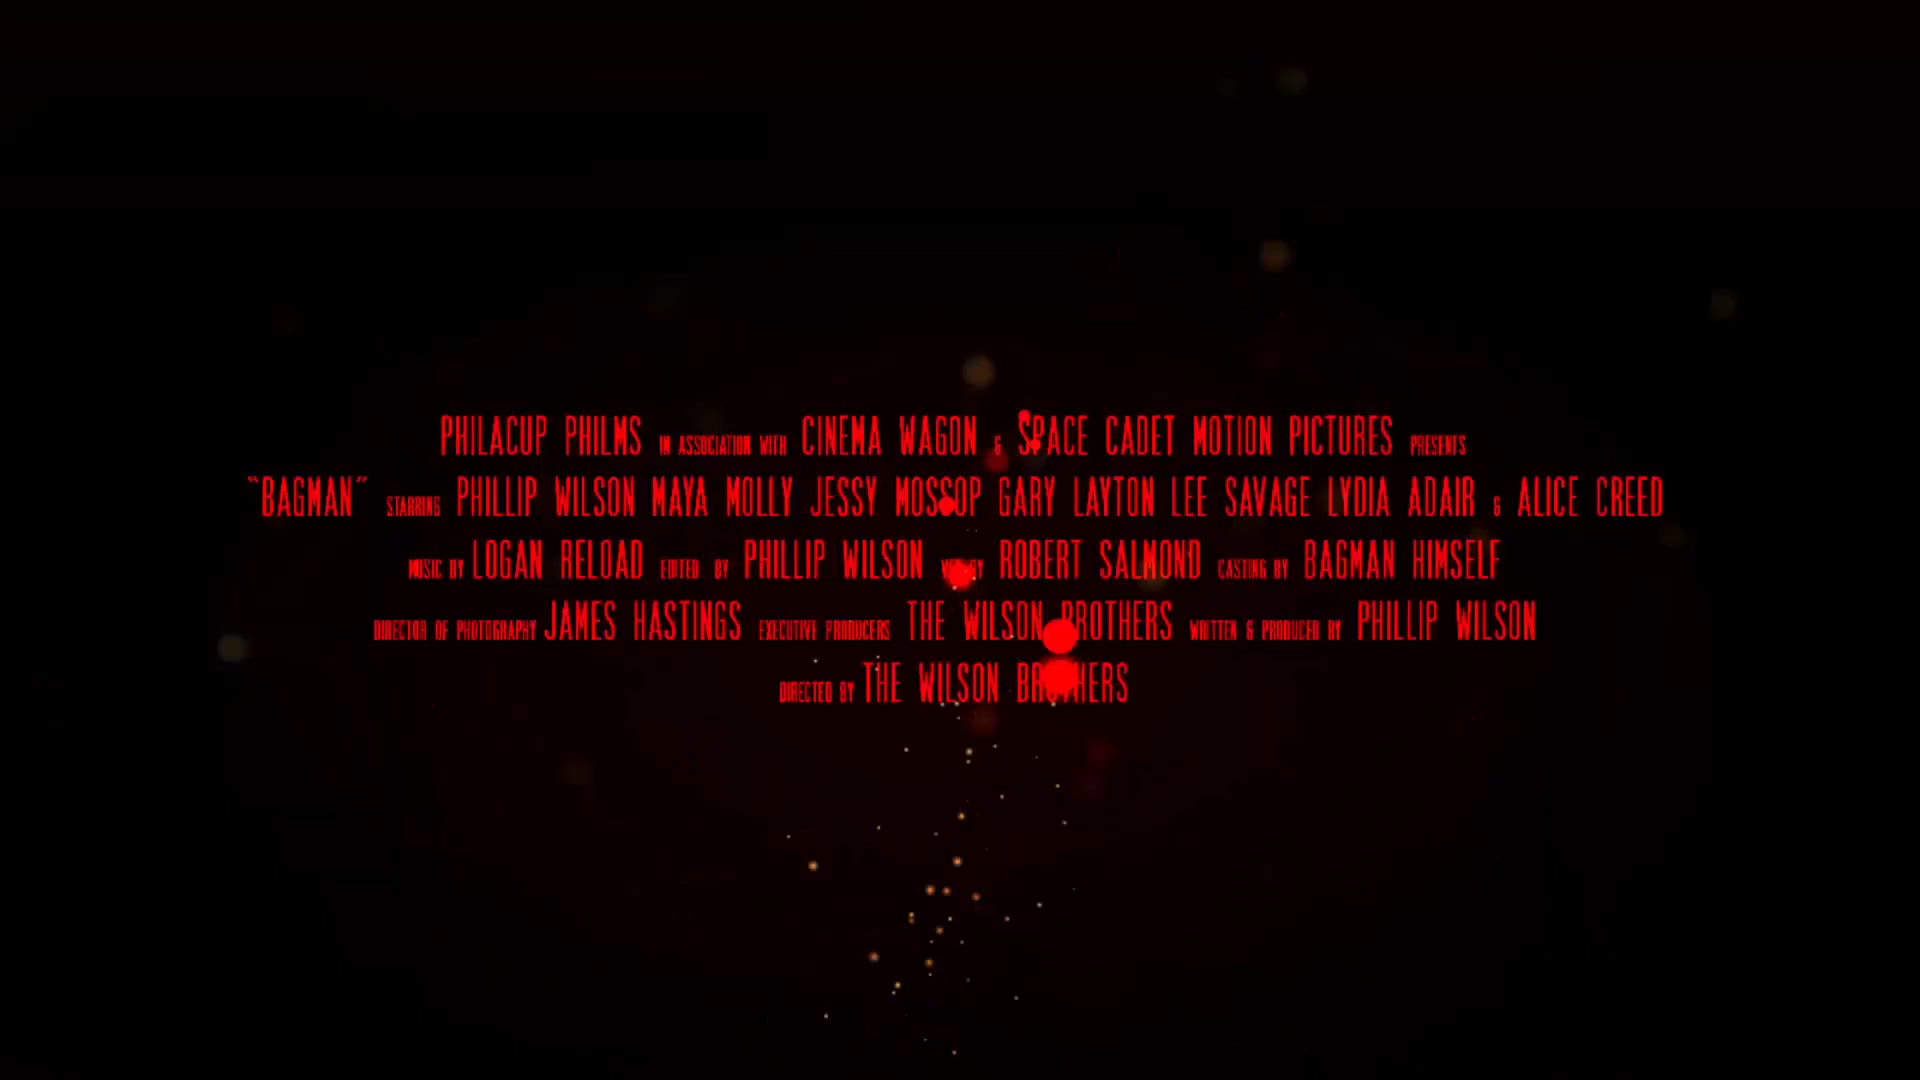 PHILACUP PHILMS IN ASSOCIATION WITH CINEMA WAGON & SPACE CADET MOTION PICTURES PRESENTS
"BAGMAN" STARRING PHILLIP WILSON MAYA MOLLY JESSY MOSSOP GARY LAYTON LEE SAVAGE LYDIA ADAIR & ALICE CREED
MUSIC BY LOGAN RELOAD EDITED BY PHILLIP WILSON VFX BY ROBERT SALMOND CASTING BY BAGMAN HIMSELF
DIRECTOR OF PHOTOGRAPHY JAMES HASTINGS EXECUTIVE PRODUCERS THE WILSON BROTHERS WRITTEN & PRODUCED BY PHILLIP WILSON
DIRECTED BY THE WILSON BROTHERS